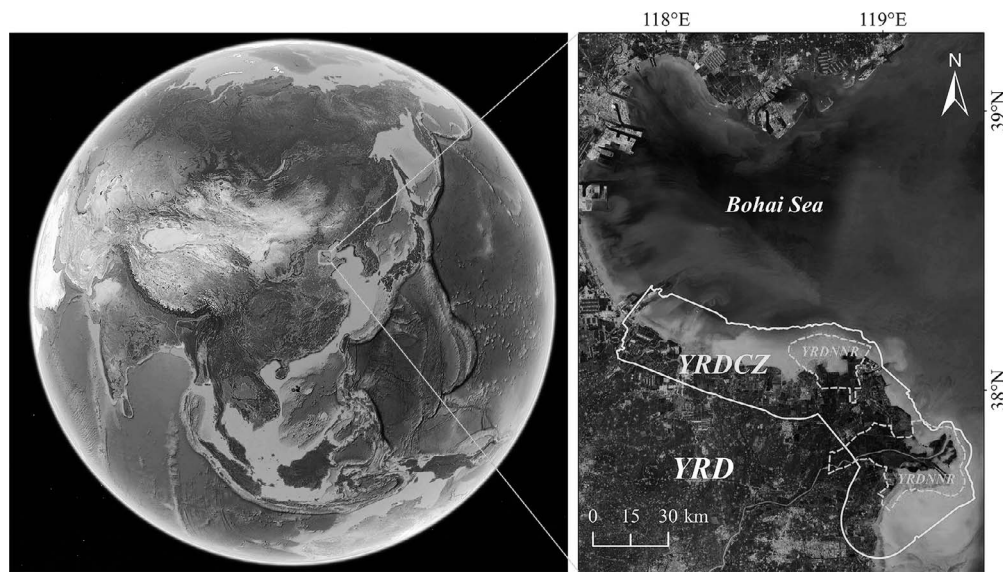 118°E
119°E
N
39°N
Bohai Sea
YRDNNR
YRDCZ
38°N
YRD
YRDNNR
0 15 30 km